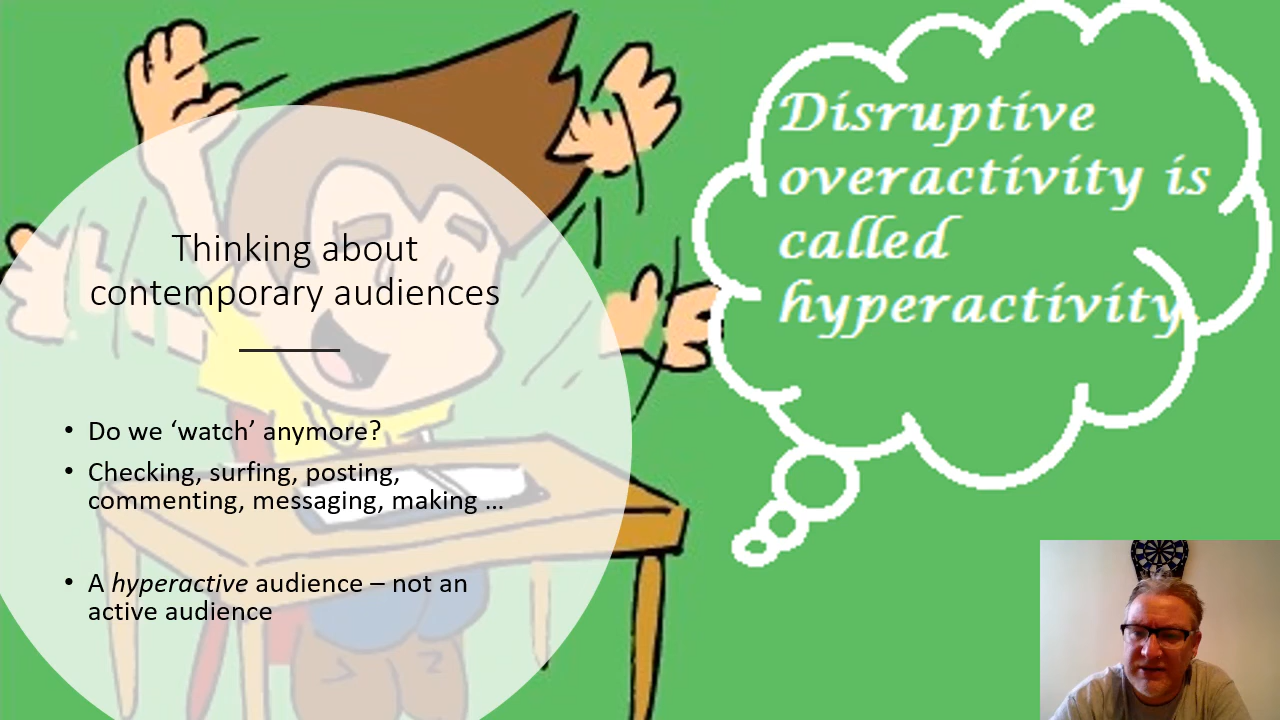 Thinking about
contemporary audiences
• Do we ‘watch’ anymore?
• Checking, surfing, posting,
commenting, messaging, making ...
• A hyperactive audience – not an
active audience
Disruptive
overactivity is
called
hyperactivity.